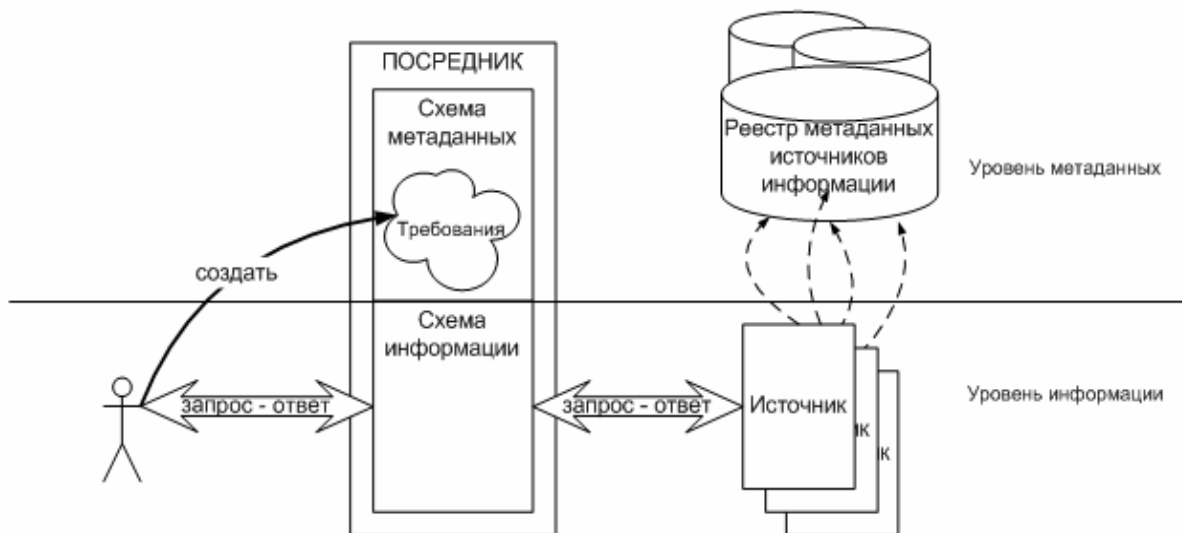 ПОСРЕДНИК
Схема
метаданных
Требования
создать
Реестр метаданных
источников
информации
Уровень метаданных
Схема
информации
запрос - ответ
запрос - ответ
Источник
ик
к
Уровень информации